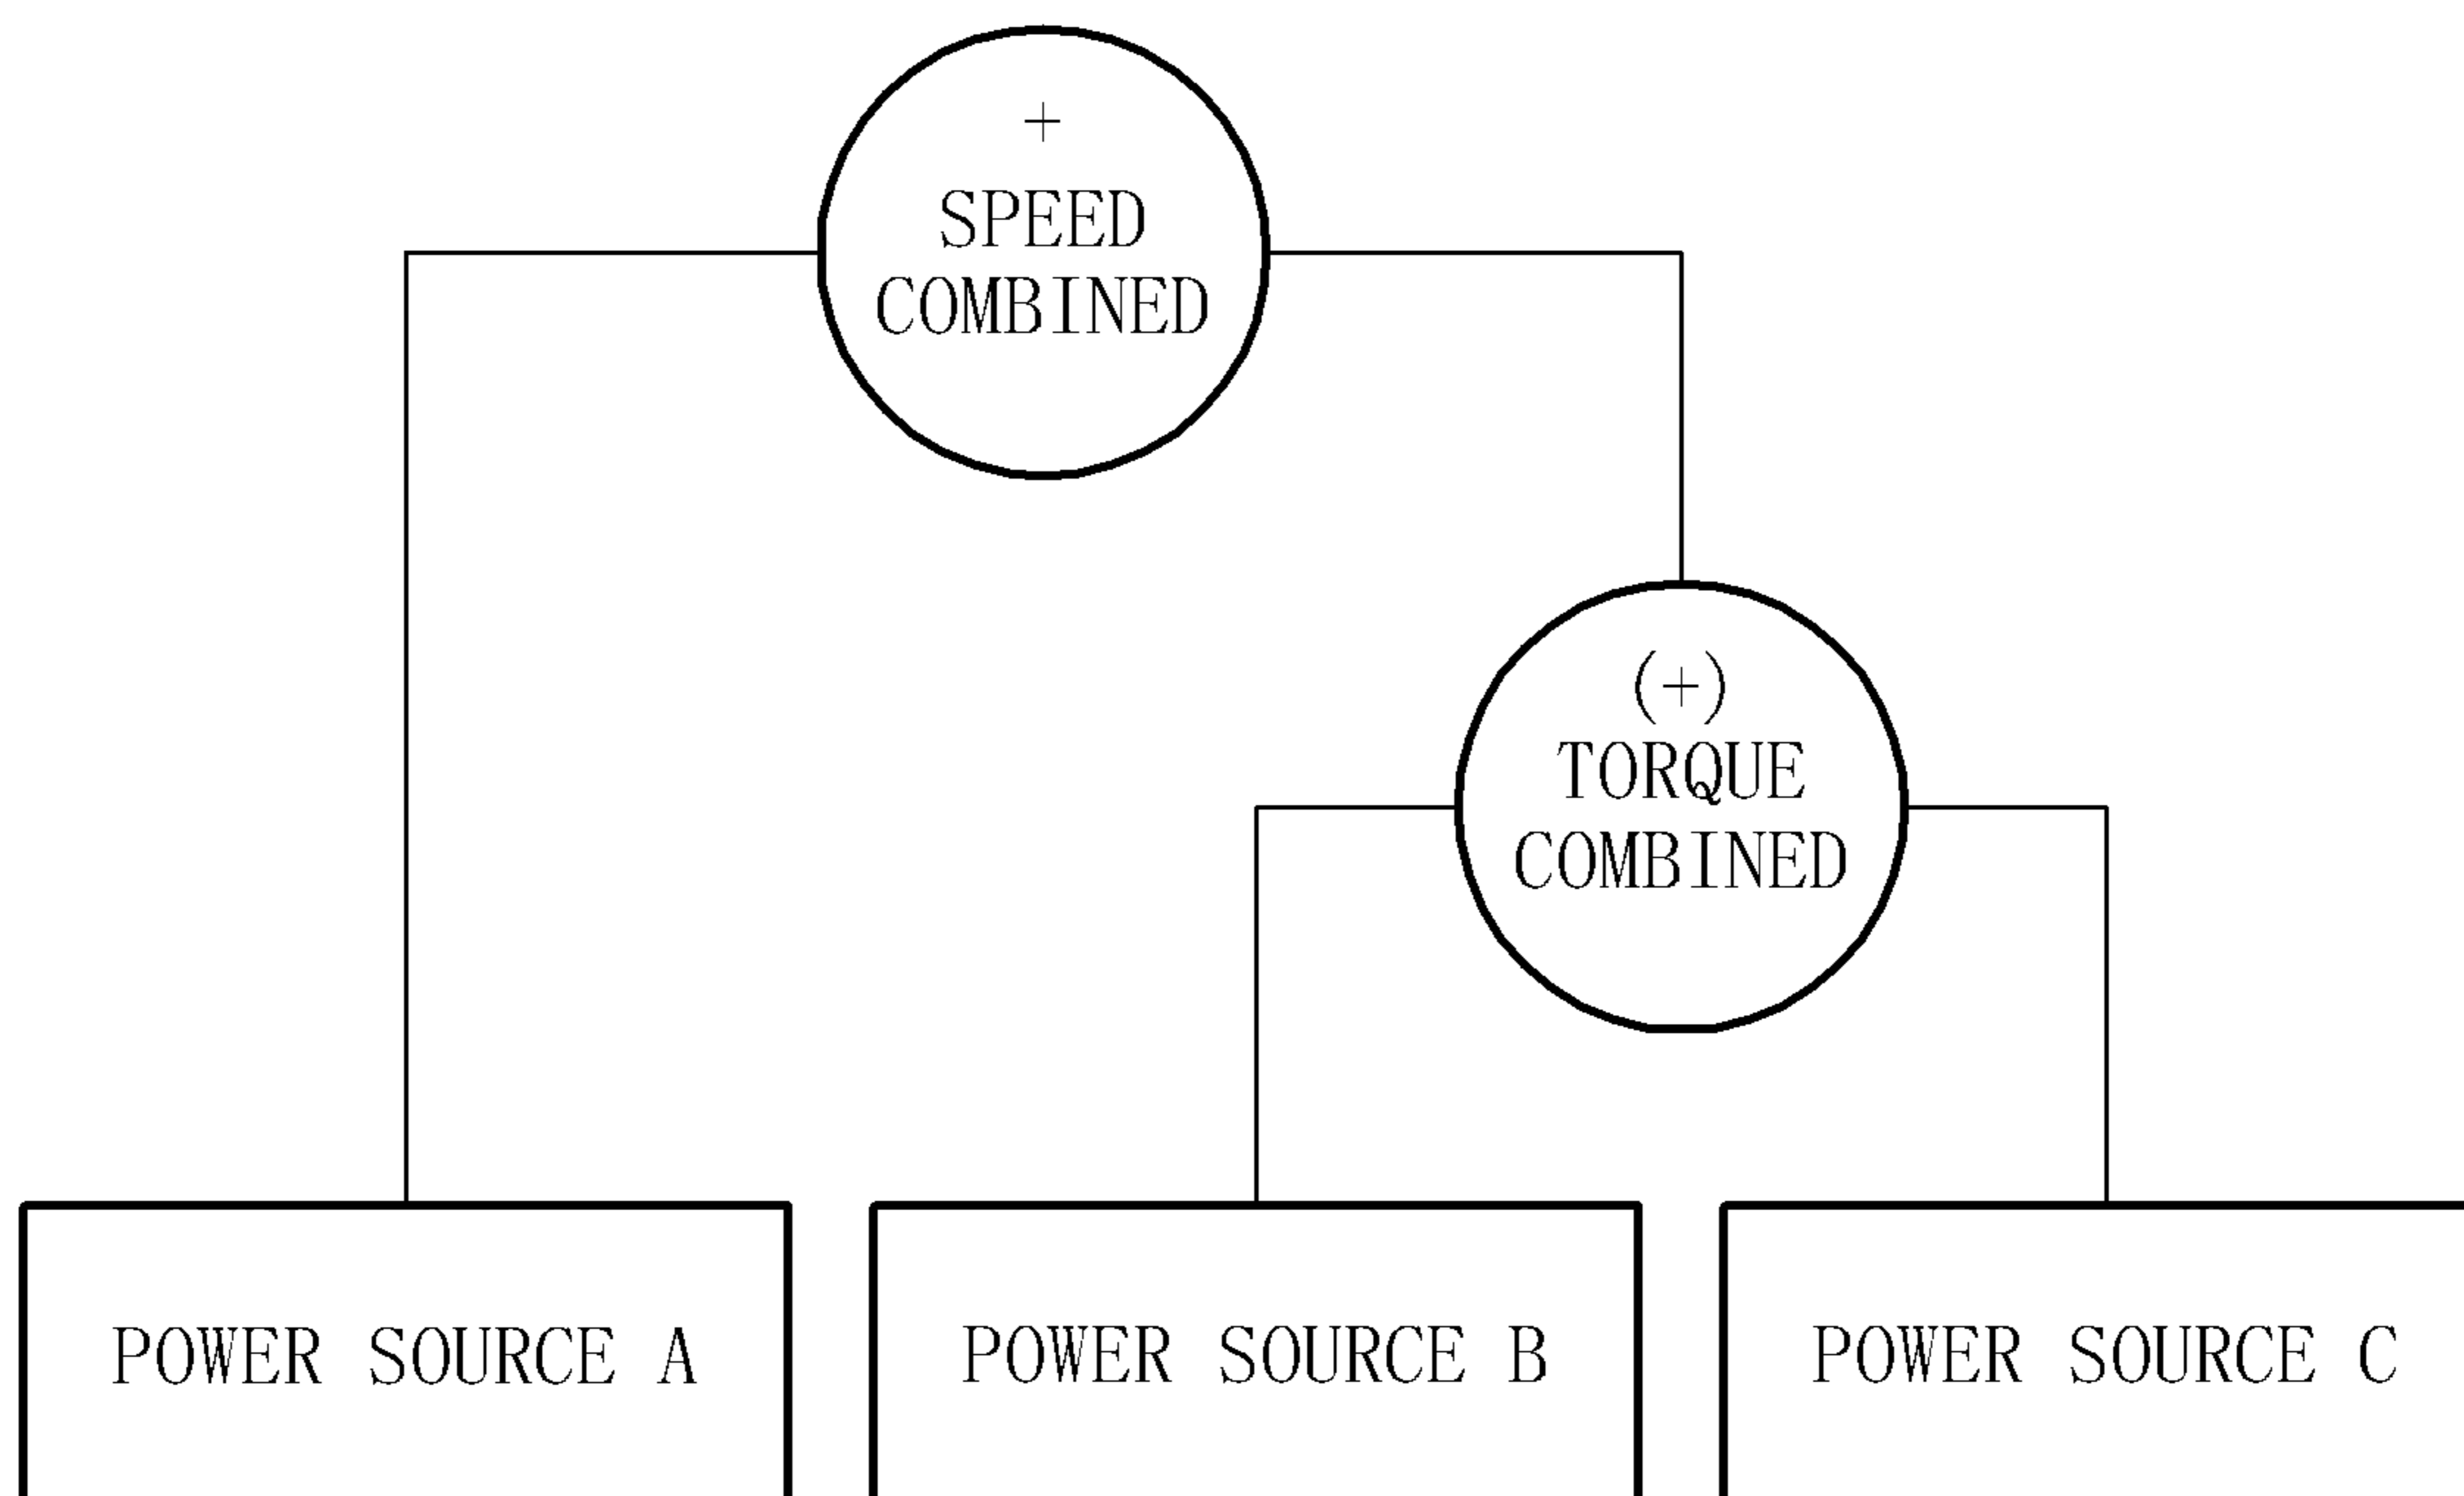 +
SPEED
COMBINED
(+)
TORQUE
COMBINED
POWER SOURCE A
POWER SOURCE B
POWER SOURCE C